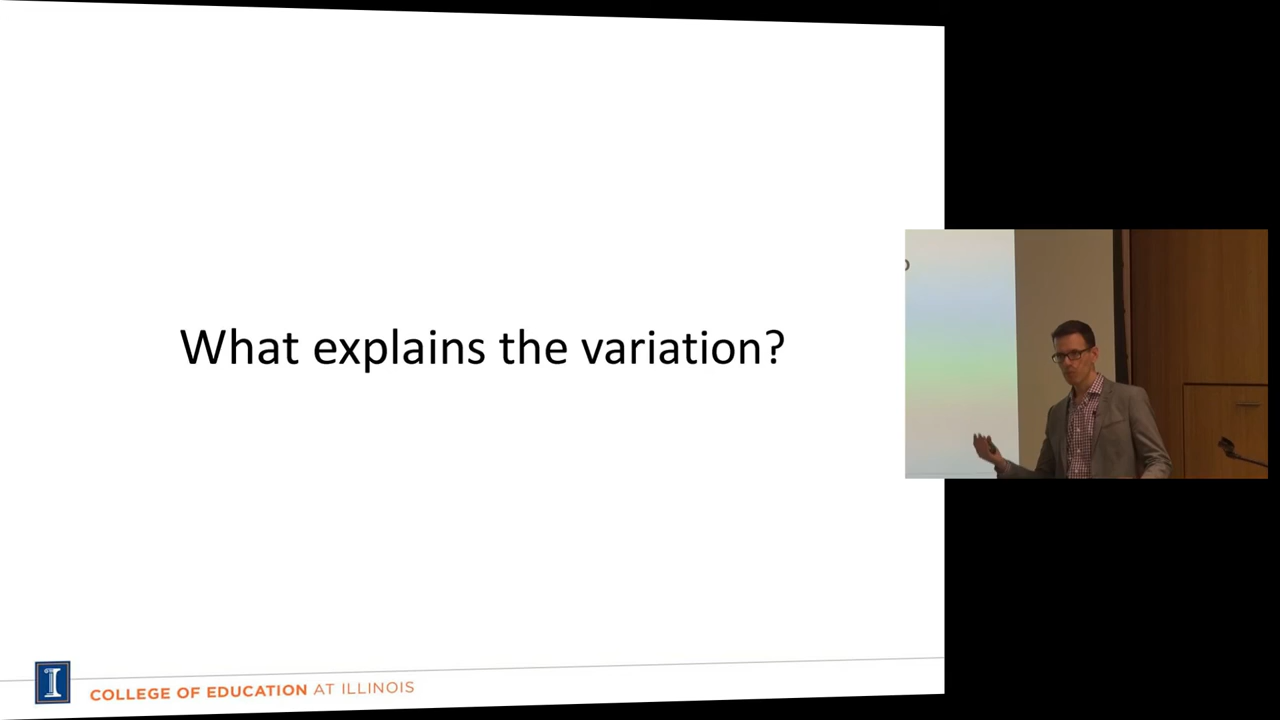 What explains the variation?
I
COLLEGE OF EDUCATION AT ILLINOIS